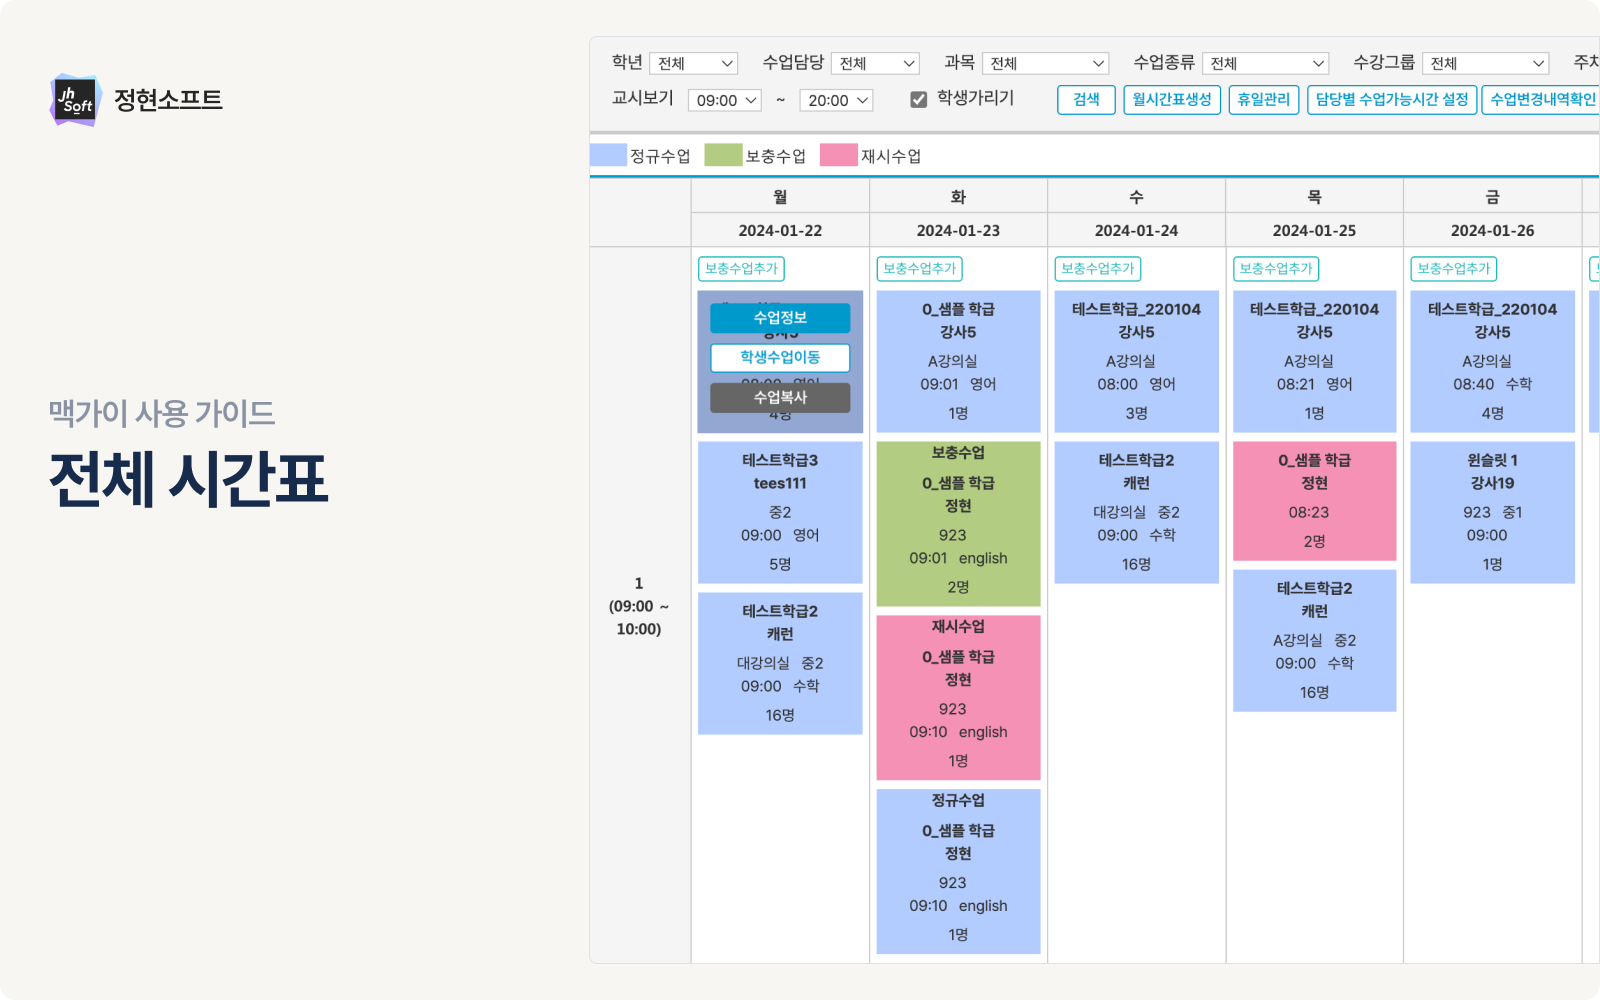 jh
Soft
정현소프트
맥가이 사용 가이드
전체 시간표
학년 전체 수업담당 전체 과목 전체 수업종류 전체 수강그룹 전체 주차
교시보기 09:00 ~ 20:00 학생가리기 검색 월시간표생성 휴일관리 담당별 수업가능시간 설정 수업변경내역확인
정규수업 보충수업 재시수업
월 화 수 목 금
2024-01-22 2024-01-23 2024-01-24 2024-01-25 2024-01-26
1
(09:00 ~
10:00)
보충수업추가
수업정보
강사5
학생수업이동
08:00 영어
수업복사
4명
테스트학급3
tees111
중2
09:00 영어
5명
테스트학급2
캐런
대강의실 중2
09:00 수학
16명
보충수업추가
0_샘플 학급
강사5
A강의실
09:01 영어
1명
보충수업
0_샘플 학급
정현
923
09:01 english
2명
재시수업
0_샘플 학급
정현
923
09:10 english
1명
정규수업
0_샘플 학급
정현
923
09:10 english
1명
보충수업추가
테스트학급_220104
강사5
A강의실
08:00 영어
3명
테스트학급2
캐런
대강의실 중2
09:00 수학
16명
보충수업추가
테스트학급_220104
강사5
A강의실
08:21 영어
1명
0_샘플 학급
정현
08:23
2명
테스트학급2
캐런
A강의실 중2
09:00 수학
16명
보충수업추가
테스트학급_220104
강사5
A강의실
08:40 수학
4명
윈슬릿 1
강사19
923 중1
09:00
1명